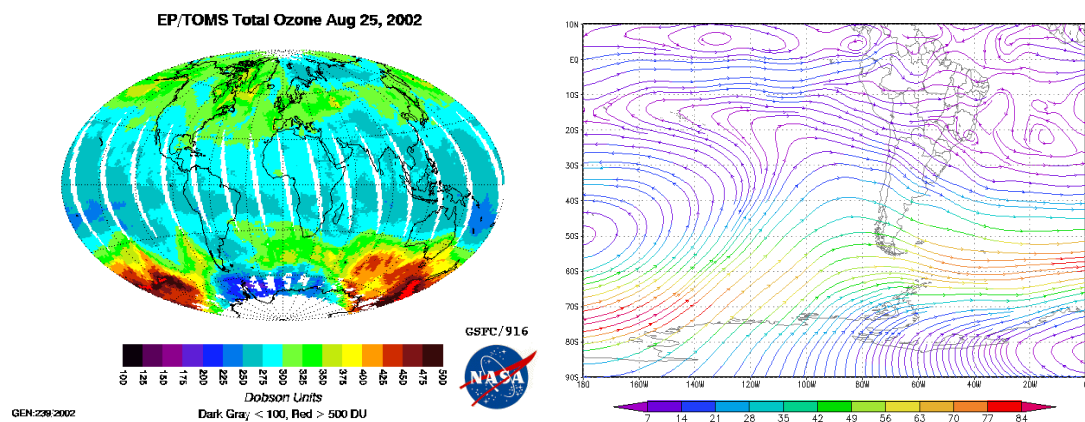 EP/TOMS Total Ozone Aug 25, 2002
GSFC/916
NASA
100 125 150 175 200 225 250 275 300 325 350 375 400 425 450 475 500
Dobson Units
GEN:239/2002
Dark Gray < 100, Red > 500 DU
10N
EQ
10S
20S
30S
40S
50S
60S
70S
80S
90S
180 160W 140W 120W 100W 80W 60W 40W 20W 0
7 14 21 28 35 42 49 56 63 70 77 84